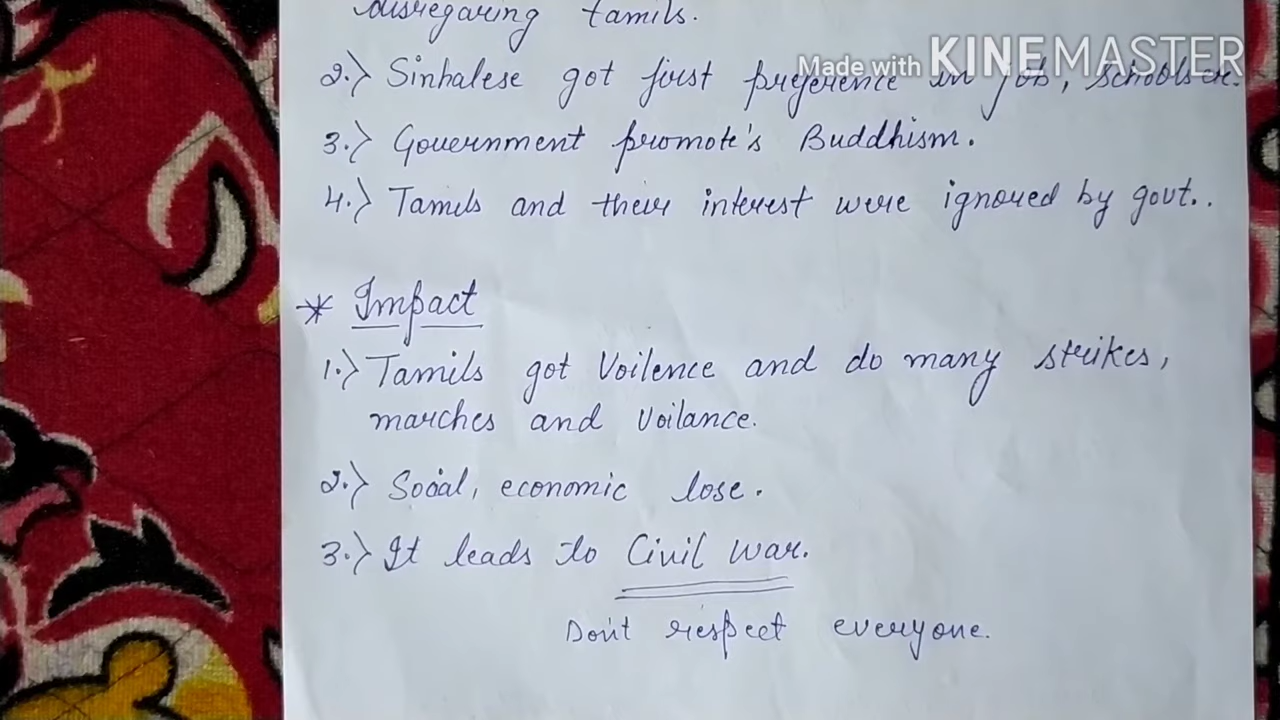 disregaring tamils.
Made with KINEMASTER
2.> Sinhalese got first preference in job, schools etc.
3.> Government promote's Buddhism.
4.> Tamils and their interest were ignored by govt..
* Impact
1.> Tamils got Voilence and do many strikes,
marches and Voilance.
2.> Social, economic lose.
3.> It leads to Civil war.
Don't respect everyone.